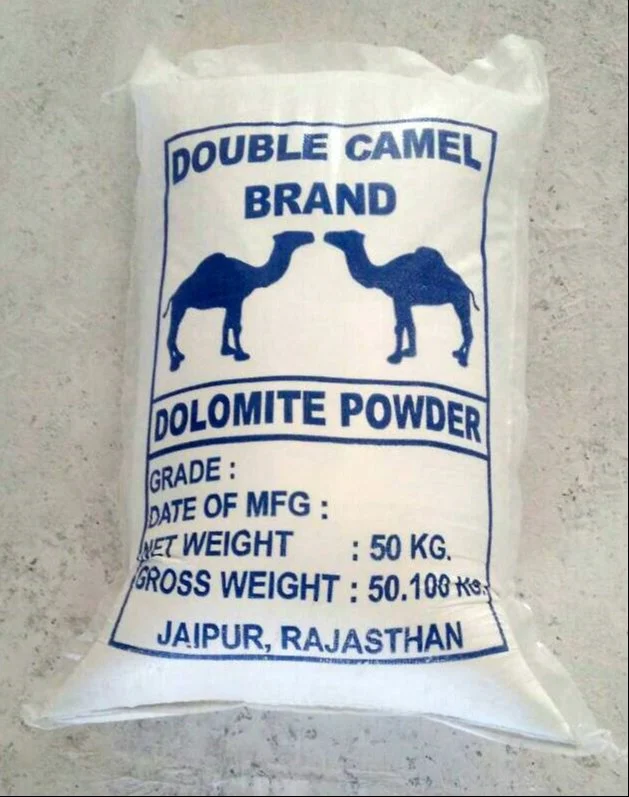 DOUBLE CAMEL
BRAND
DOLOMITE POWDER
GRADE :
DATE OF MFG :
NET WEIGHT : 50 KG.
GROSS WEIGHT : 50.100 KG.
JAIPUR, RAJASTHAN